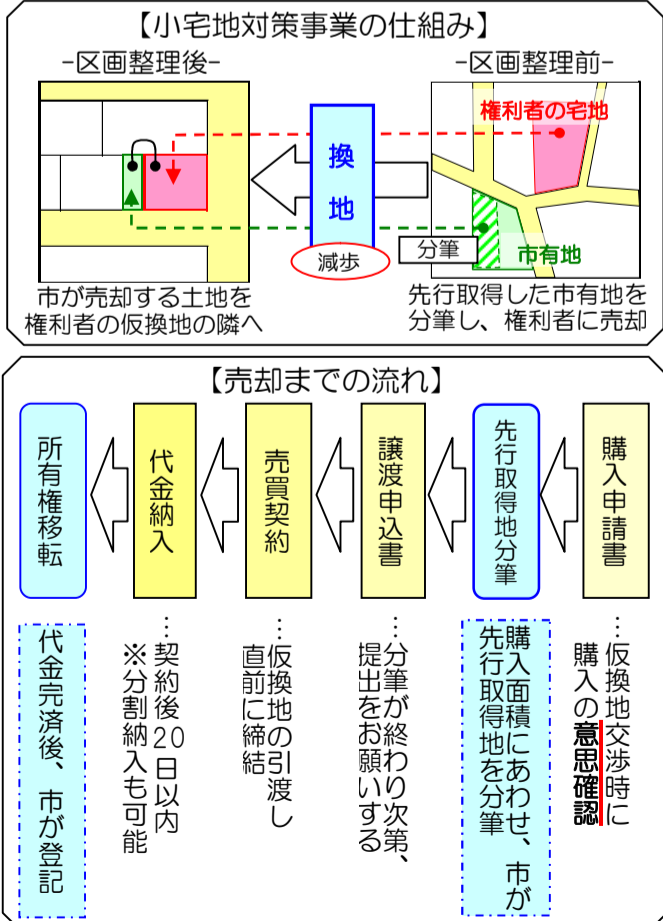 【小宅地対策事業の仕組み】
-区画整理前-
権利者の宅地
市有地
分筆
先行取得した市有地を
分筆し、権利者に売却
換地
減歩
-区画整理後-
市が売却する土地を
権利者の仮換地の隣へ
【売却までの流れ】
購入申請書
…仮換地交渉時に
購入の意思確認
先行取得地分筆
購入面積にあわせ、市が
先行取得地を分筆
譲渡申込書
…分筆が終わり次第、
提出をお願いする
売買契約
…仮換地の引渡し
直前に締結
代金納入
…契約後20日以内
※分割納入も可能
所有権移転
代金完済後、市が登記